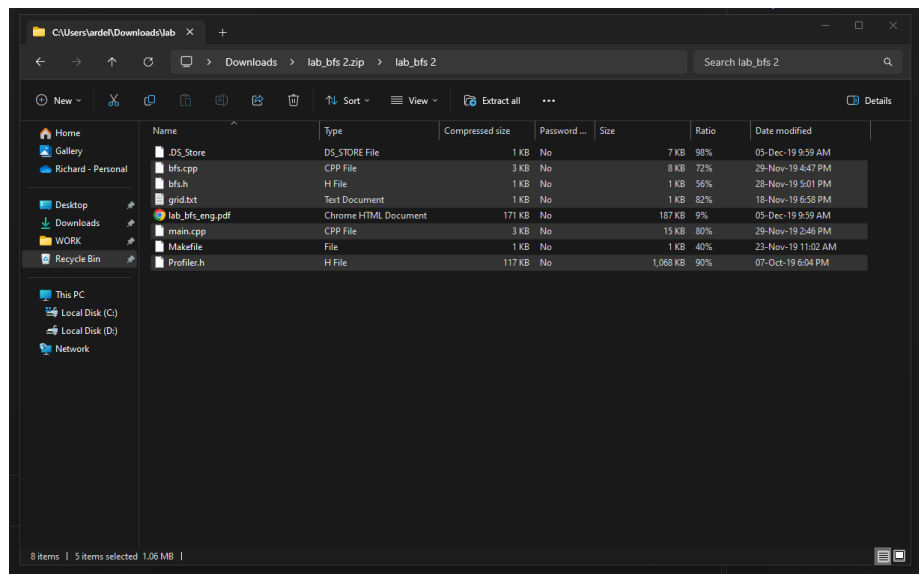 C:\Users\ardel\Downloads\lab
Downloads > lab_bfs 2.zip > lab_bfs 2 Search lab_bfs 2
New Sort View Extract all ... Details
Home
Gallery
Richard - Personal
Desktop
Downloads
WORK
Recycle Bin
This PC
Local Disk (C:)
Local Disk (D:)
Network
Name Type Compressed size Password ... Size Ratio Date modified
.DS_Store DS_STORE File 1 KB No 7 KB 98% 05-Dec-19 9:59 AM
bfs.cpp CPP File 3 KB No 8 KB 72% 29-Nov-19 4:47 PM
bfs.h H File 1 KB No 1 KB 56% 28-Nov-19 5:01 PM
grid.txt Text Document 1 KB No 1 KB 82% 18-Nov-19 6:58 PM
lab_bfs_eng.pdf Chrome HTML Document 171 KB No 187 KB 9% 05-Dec-19 9:59 AM
main.cpp CPP File 3 KB No 15 KB 80% 29-Nov-19 2:46 PM
Makefile File 1 KB No 1 KB 40% 23-Nov-19 11:02 AM
Profiler.h H File 117 KB No 1,068 KB 90% 07-Oct-19 6:04 PM
8 items | 5 items selected 1.06 MB |